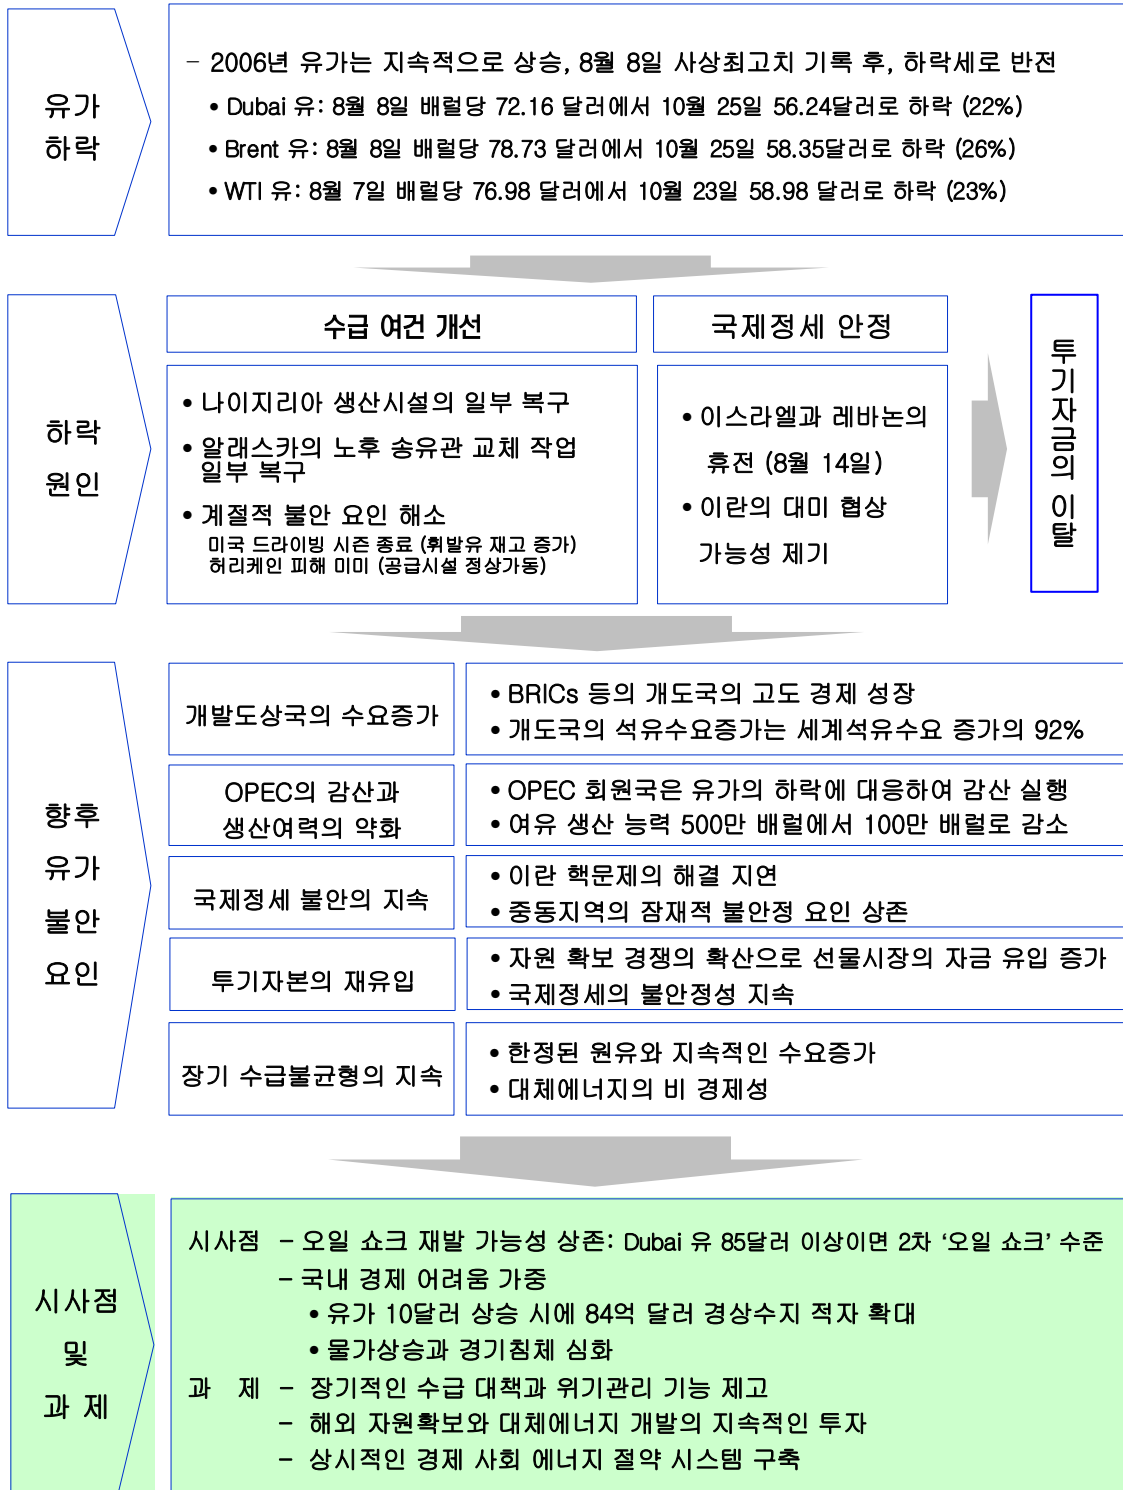 유가
하락
- 2006년 유가는 지속적으로 상승, 8월 8일 사상최고치 기록 후, 하락세로 반전
• Dubai 유: 8월 8일 배럴당 72.16 달러에서 10월 25일 56.24달러로 하락 (22%)
• Brent 유: 8월 8일 배럴당 78.73 달러에서 10월 25일 58.35달러로 하락 (26%)
• WTI 유: 8월 7일 배럴당 76.98 달러에서 10월 23일 58.98 달러로 하락 (23%)
하락
원인
수급 여건 개선
• 나이지리아 생산시설의 일부 복구
• 알래스카의 노후 송유관 교체 작업
일부 복구
• 계절적 불안 요인 해소
미국 드라이빙 시즌 종료 (휘발유 재고 증가)
허리케인 피해 미미 (공급시설 정상가동)
국제정세 안정
• 이스라엘과 레바논의
휴전 (8월 14일)
• 이란의 대미 협상
가능성 제기
투기자금의 이탈
향후
유가
불안
요인
개발도상국의 수요증가
• BRICs 등의 개도국의 고도 경제 성장
• 개도국의 석유수요증가는 세계석유수요 증가의 92%
OPEC의 감산과
생산여력의 약화
• OPEC 회원국은 유가의 하락에 대응하여 감산 실행
• 여유 생산 능력 500만 배럴에서 100만 배럴로 감소
국제정세 불안의 지속
• 이란 핵문제의 해결 지연
• 중동지역의 잠재적 불안정 요인 상존
투기자본의 재유입
• 자원 확보 경쟁의 확산으로 선물시장의 자금 유입 증가
• 국제정세의 불안정성 지속
장기 수급불균형의 지속
• 한정된 원유와 지속적인 수요증가
• 대체에너지의 비 경제성
시사점
및
과 제
시사점 - 오일 쇼크 재발 가능성 상존: Dubai 유 85달러 이상이면 2차 ‘오일 쇼크’ 수준
- 국내 경제 어려움 가중
• 유가 10달러 상승 시에 84억 달러 경상수지 적자 확대
• 물가상승과 경기침체 심화
과 제 - 장기적인 수급 대책과 위기관리 기능 제고
- 해외 자원확보와 대체에너지 개발의 지속적인 투자
- 상시적인 경제 사회 에너지 절약 시스템 구축